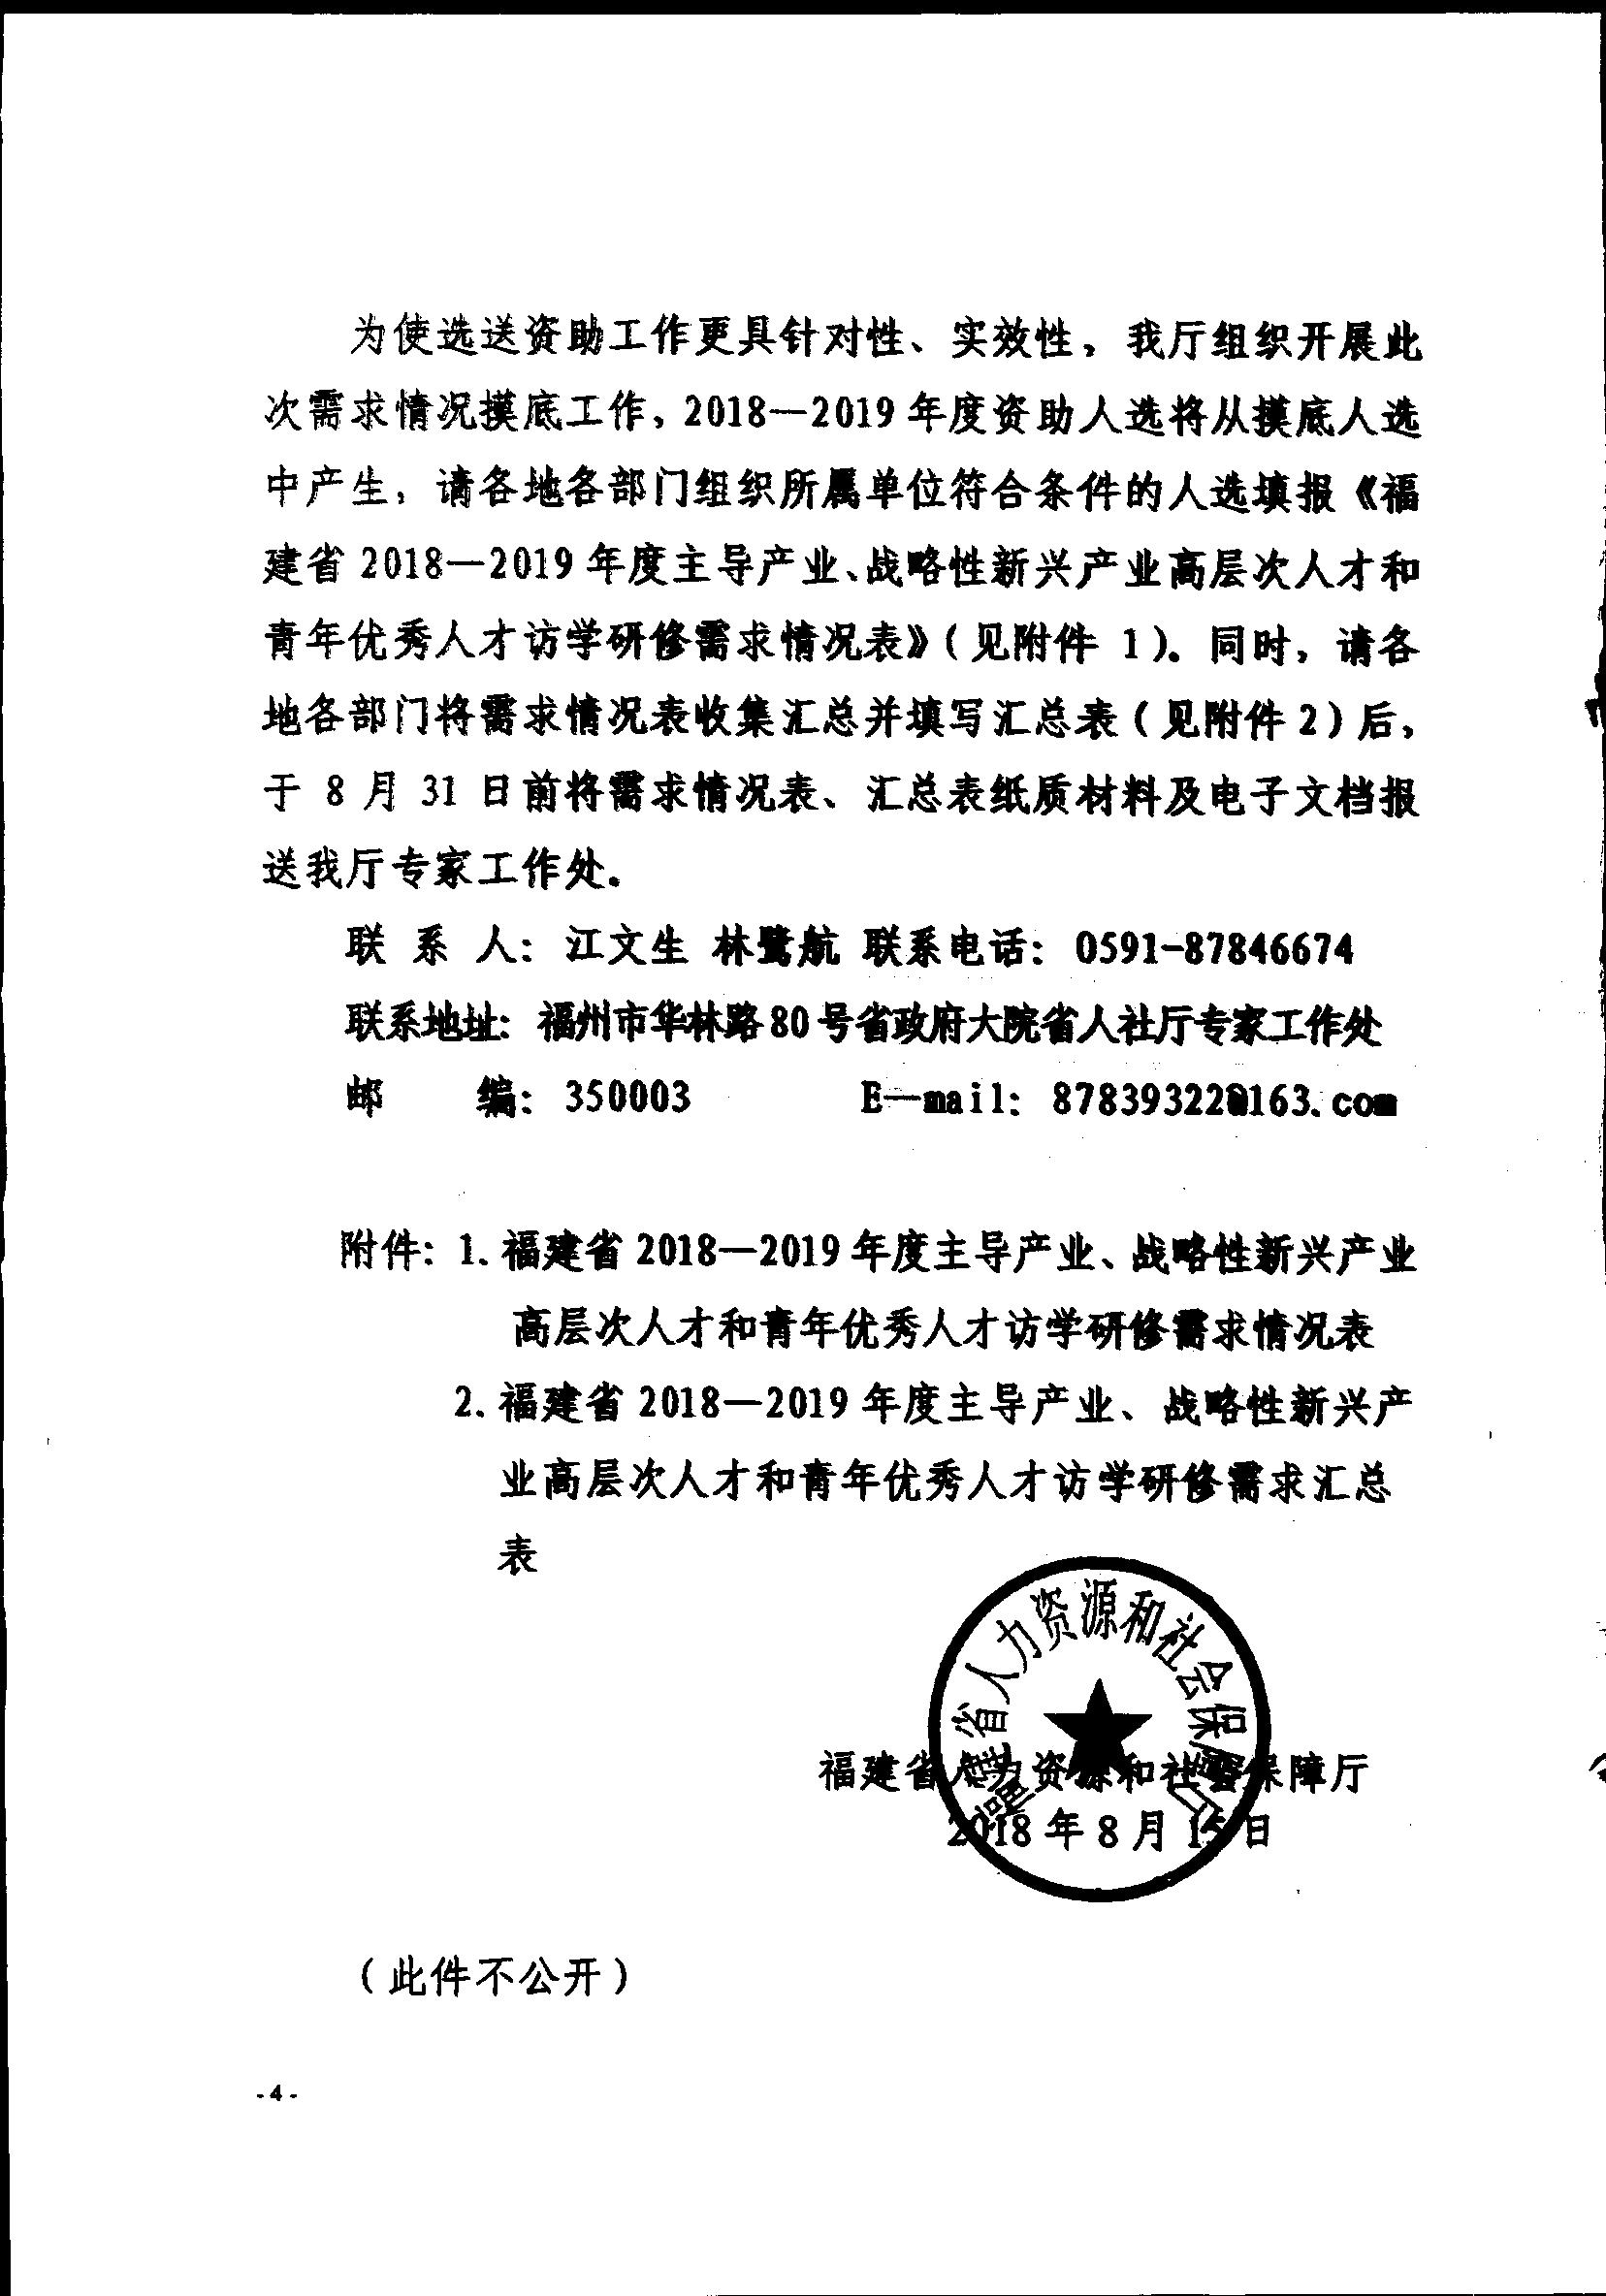 为使选送资助工作更具针对性、实效性，我厅组织开展此
次需求情况摸底工作，2018—2019年度资助人选将从摸底人选
中产生，请各地各部门组织所属单位符合条件的人选填报《福
建省2018—2019年度主导产业、战略性新兴产业高层次人才和
青年优秀人才访学研修需求情况表》（见附件 1）。同时，请各
地各部门将需求情况表收集汇总并填写汇总表（见附件2）后，
于 8 月 31 日前将需求情况表、汇总表纸质材料及电子文档报
送我厅专家工作处。
联 系 人：江文生 林鹭航 联系电话：0591-87846674
联系地址：福州市华林路80号省政府大院省人社厅专家工作处
邮 编：350003 E—mail：87839322@163.com
附件：1.福建省2018—2019年度主导产业、战略性新兴产业
高层次人才和青年优秀人才访学研修需求情况表
2.福建省2018—2019年度主导产业、战略性新兴产
业高层次人才和青年优秀人才访学研修需求汇总
表
福建省人力资源和社会保障厅
福建省人力资源和社会保障厅
2018年8月15日
（此件不公开）
-4-